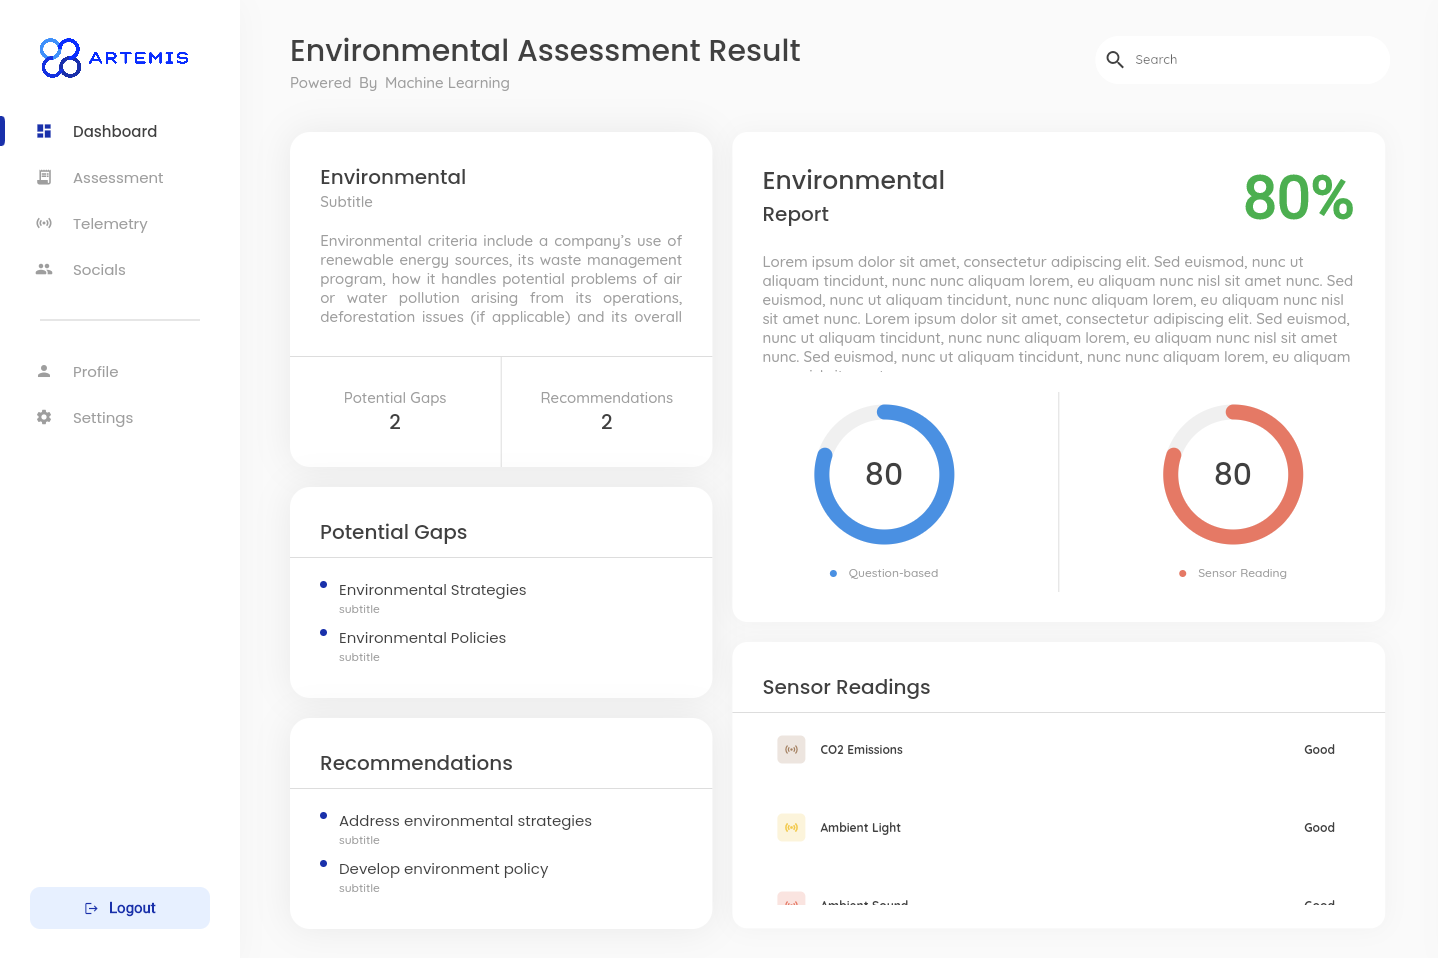 ARTEMIS
Dashboard
Assessment
Telemetry
Socials
Profile
Settings
Logout
Environmental Assessment Result
Powered By Machine Learning
Search
Environmental
Subtitle
Environmental criteria include a company's use of
renewable energy sources, its waste management
program, how it handles potential problems of air
or water pollution arising from its operations,
deforestation issues (if applicable) and its overall
Potential Gaps
2
Recommendations
2
Potential Gaps
Environmental Strategies
subtitle
Environmental Policies
subtitle
Recommendations
Address environmental strategies
subtitle
Develop environment policy
subtitle
Environmental
Report
80%
Lorem ipsum dolor sit amet, consectetur adipiscing elit. Sed euismod, nunc ut
aliquam tincidunt, nunc nunc aliquam lorem, eu aliquam nunc nisl sit amet nunc. Sed
euismod, nunc ut aliquam tincidunt, nunc nunc aliquam lorem, eu aliquam nunc nisl
sit amet nunc. Lorem ipsum dolor sit amet, consectetur adipiscing elit. Sed euismod,
nunc ut aliquam tincidunt, nunc nunc aliquam lorem, eu aliquam nunc nisl sit amet
nunc. Sed euismod, nunc ut aliquam tincidunt, nunc nunc aliquam lorem, eu aliquam
80
Question-based
80
Sensor Reading
Sensor Readings
CO2 Emissions
Good
Ambient Light
Good
Ambient Sound
Good